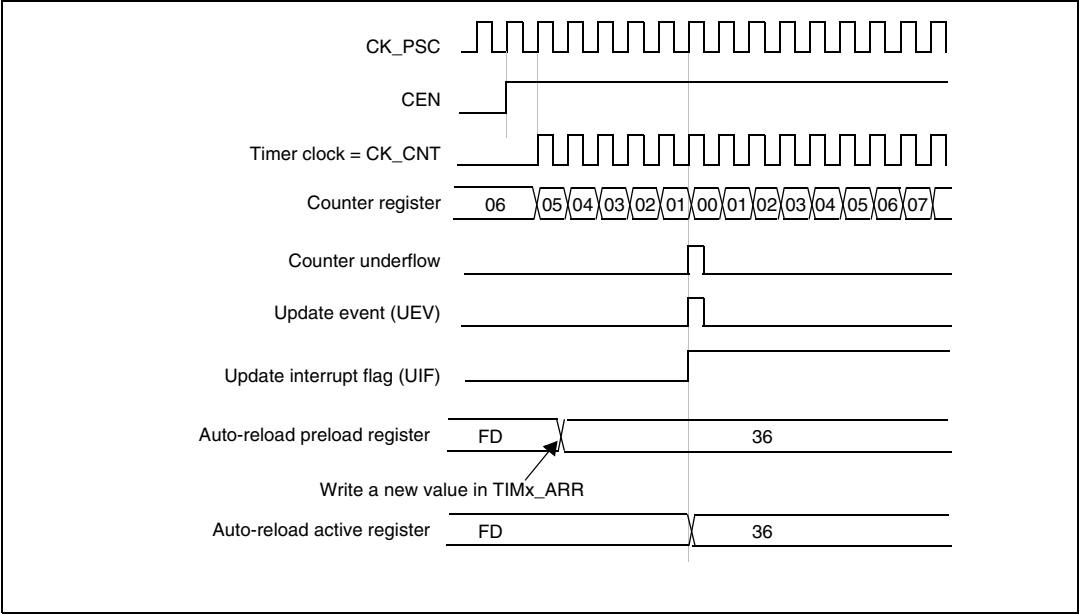 CK_PSC
CEN
Timer clock = CK_CNT
Counter register 06 05 04 03 02 01 00 01 02 03 04 05 06 07
Counter underflow
Update event (UEV)
Update interrupt flag (UIF)
Auto-reload preload register FD 36
Write a new value in TIMx_ARR
Auto-reload active register FD 36